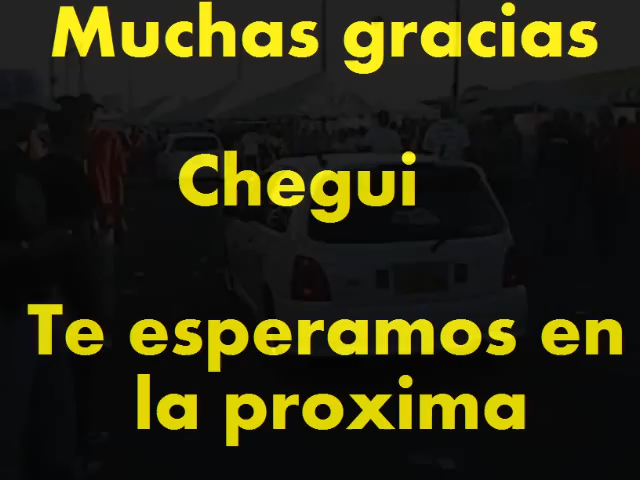 Muchas gracias
Chegui
Te esperamos en
la proxima